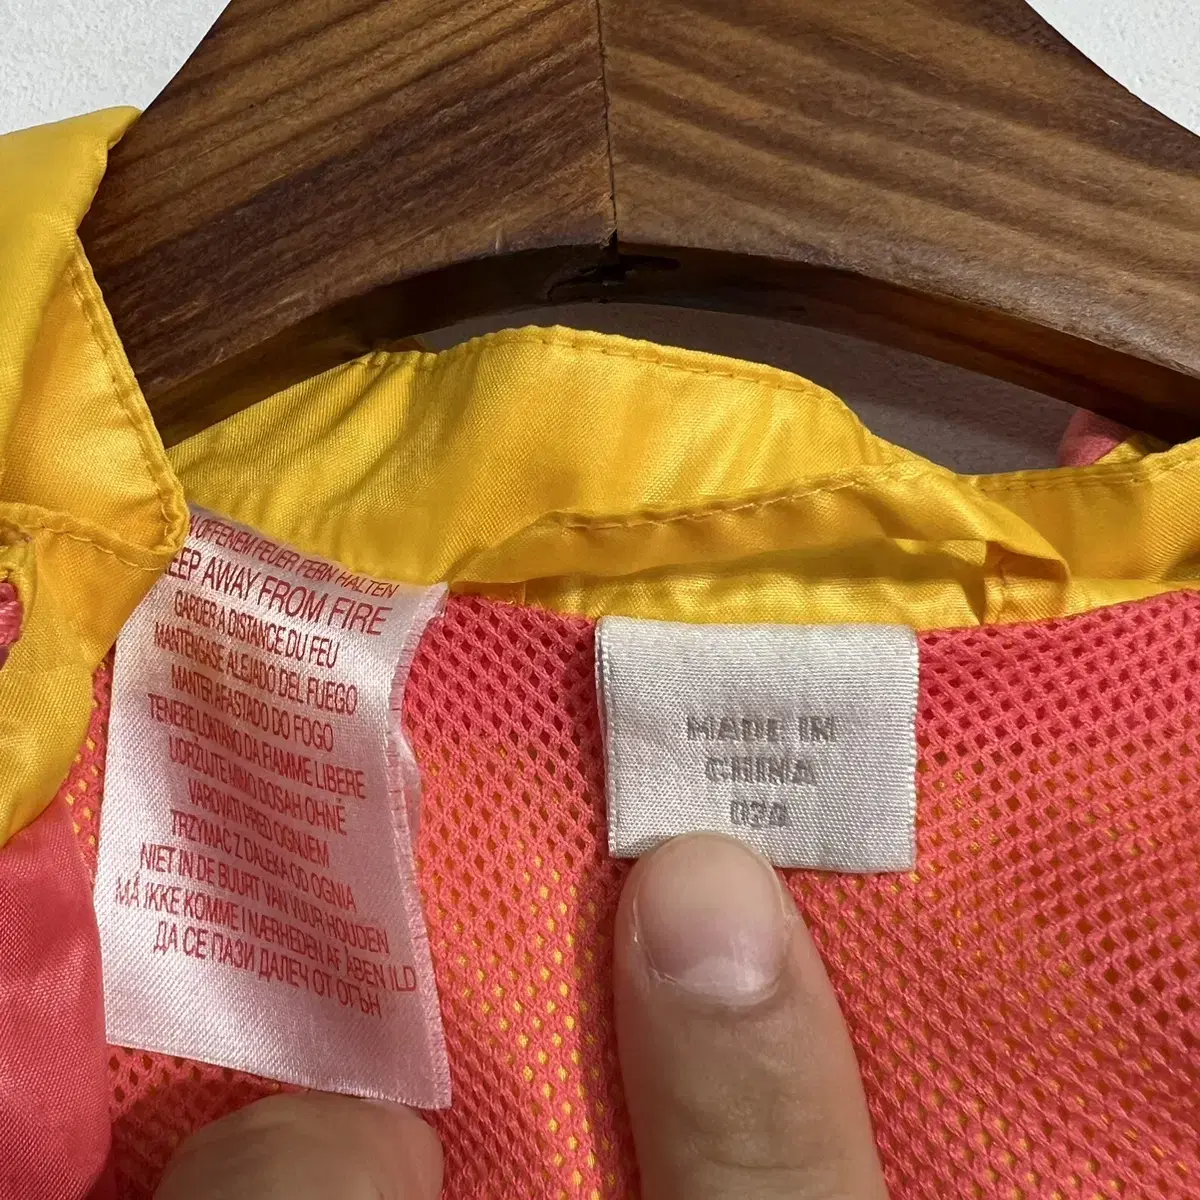 OFFENEM FEUER FERN HALTEN
EEP AWAY FROM FIRE
GARDER A DISTANCE DU FEU
MANTÉNGASE ALEJADO DEL FUEGO
MANTER AFASTADO DO FOGO
TENERE LONTANO DA FIAMME LIBERE
UDRŽUJTE MIMO DOSAH OHNĚ
VAROVATI PRED OGNJEM
TRZYMAĆ Z DALEKA OD OGNIA
NIET IN DE BUURT VAN VUUR HOUDEN
MÅ IKKE KOMME I NÆRHEDEN AF ÅBEN ILD
ДА СЕ ПАЗИ ДАЛЕЧ ОТ ОГЪН
MADE IN
CHINA